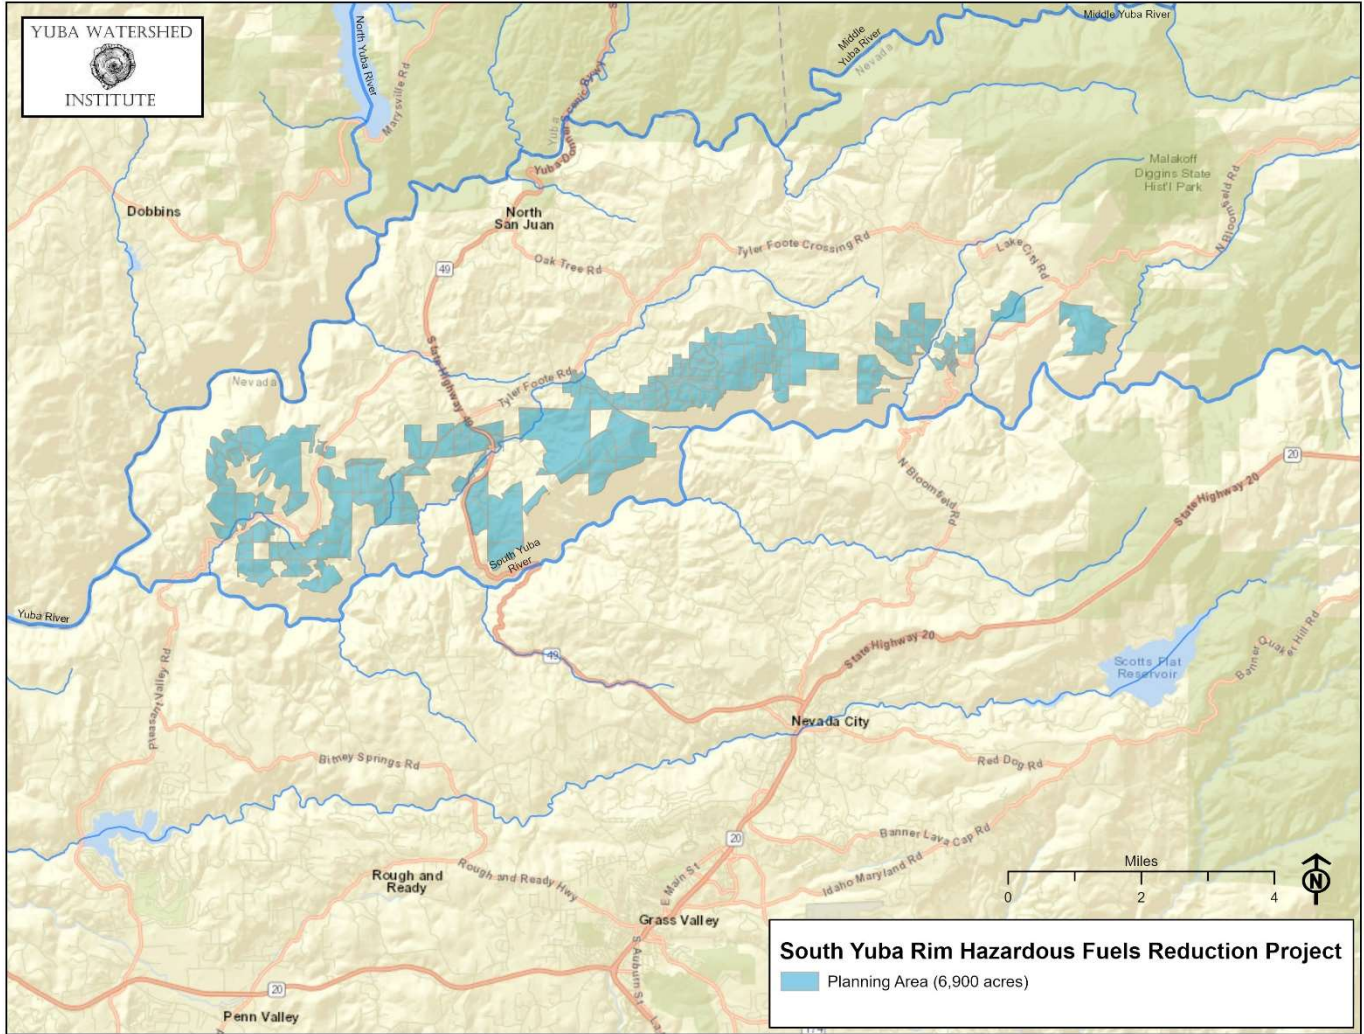 YUBA WATERSHED
INSTITUTE
North Yuba River
Marysville Rd
Middle
Yuba River
Nevada
Middle Yuba River
Yuba
Malakoff
Diggins State
Hist'l Park
N Bloomfield Rd
Dobbins
North
San Juan
49
Oak Tree Rd
Tyler Foote Crossing Rd
Lake City Rd
State Highway 49
Nevada
Tyler Foote Rd
20
State Highway 20
N Bloomfield Rd
South Yuba
River
Yuba River
49
State Highway 20
Scotts Flat
Reservoir
Banner Quaker Hill Rd
Pleasant Valley Rd
Nevada City
Bitney Springs Rd
Red Dog Rd
20
Banner Lava Cap Rd
Idaho Maryland Rd
E Main St
Rough and
Ready
Rough and Ready Hwy
Grass Valley
S Auburn St
20
Penn Valley
Miles
0 2 4
N
South Yuba Rim Hazardous Fuels Reduction Project
Planning Area (6,900 acres)